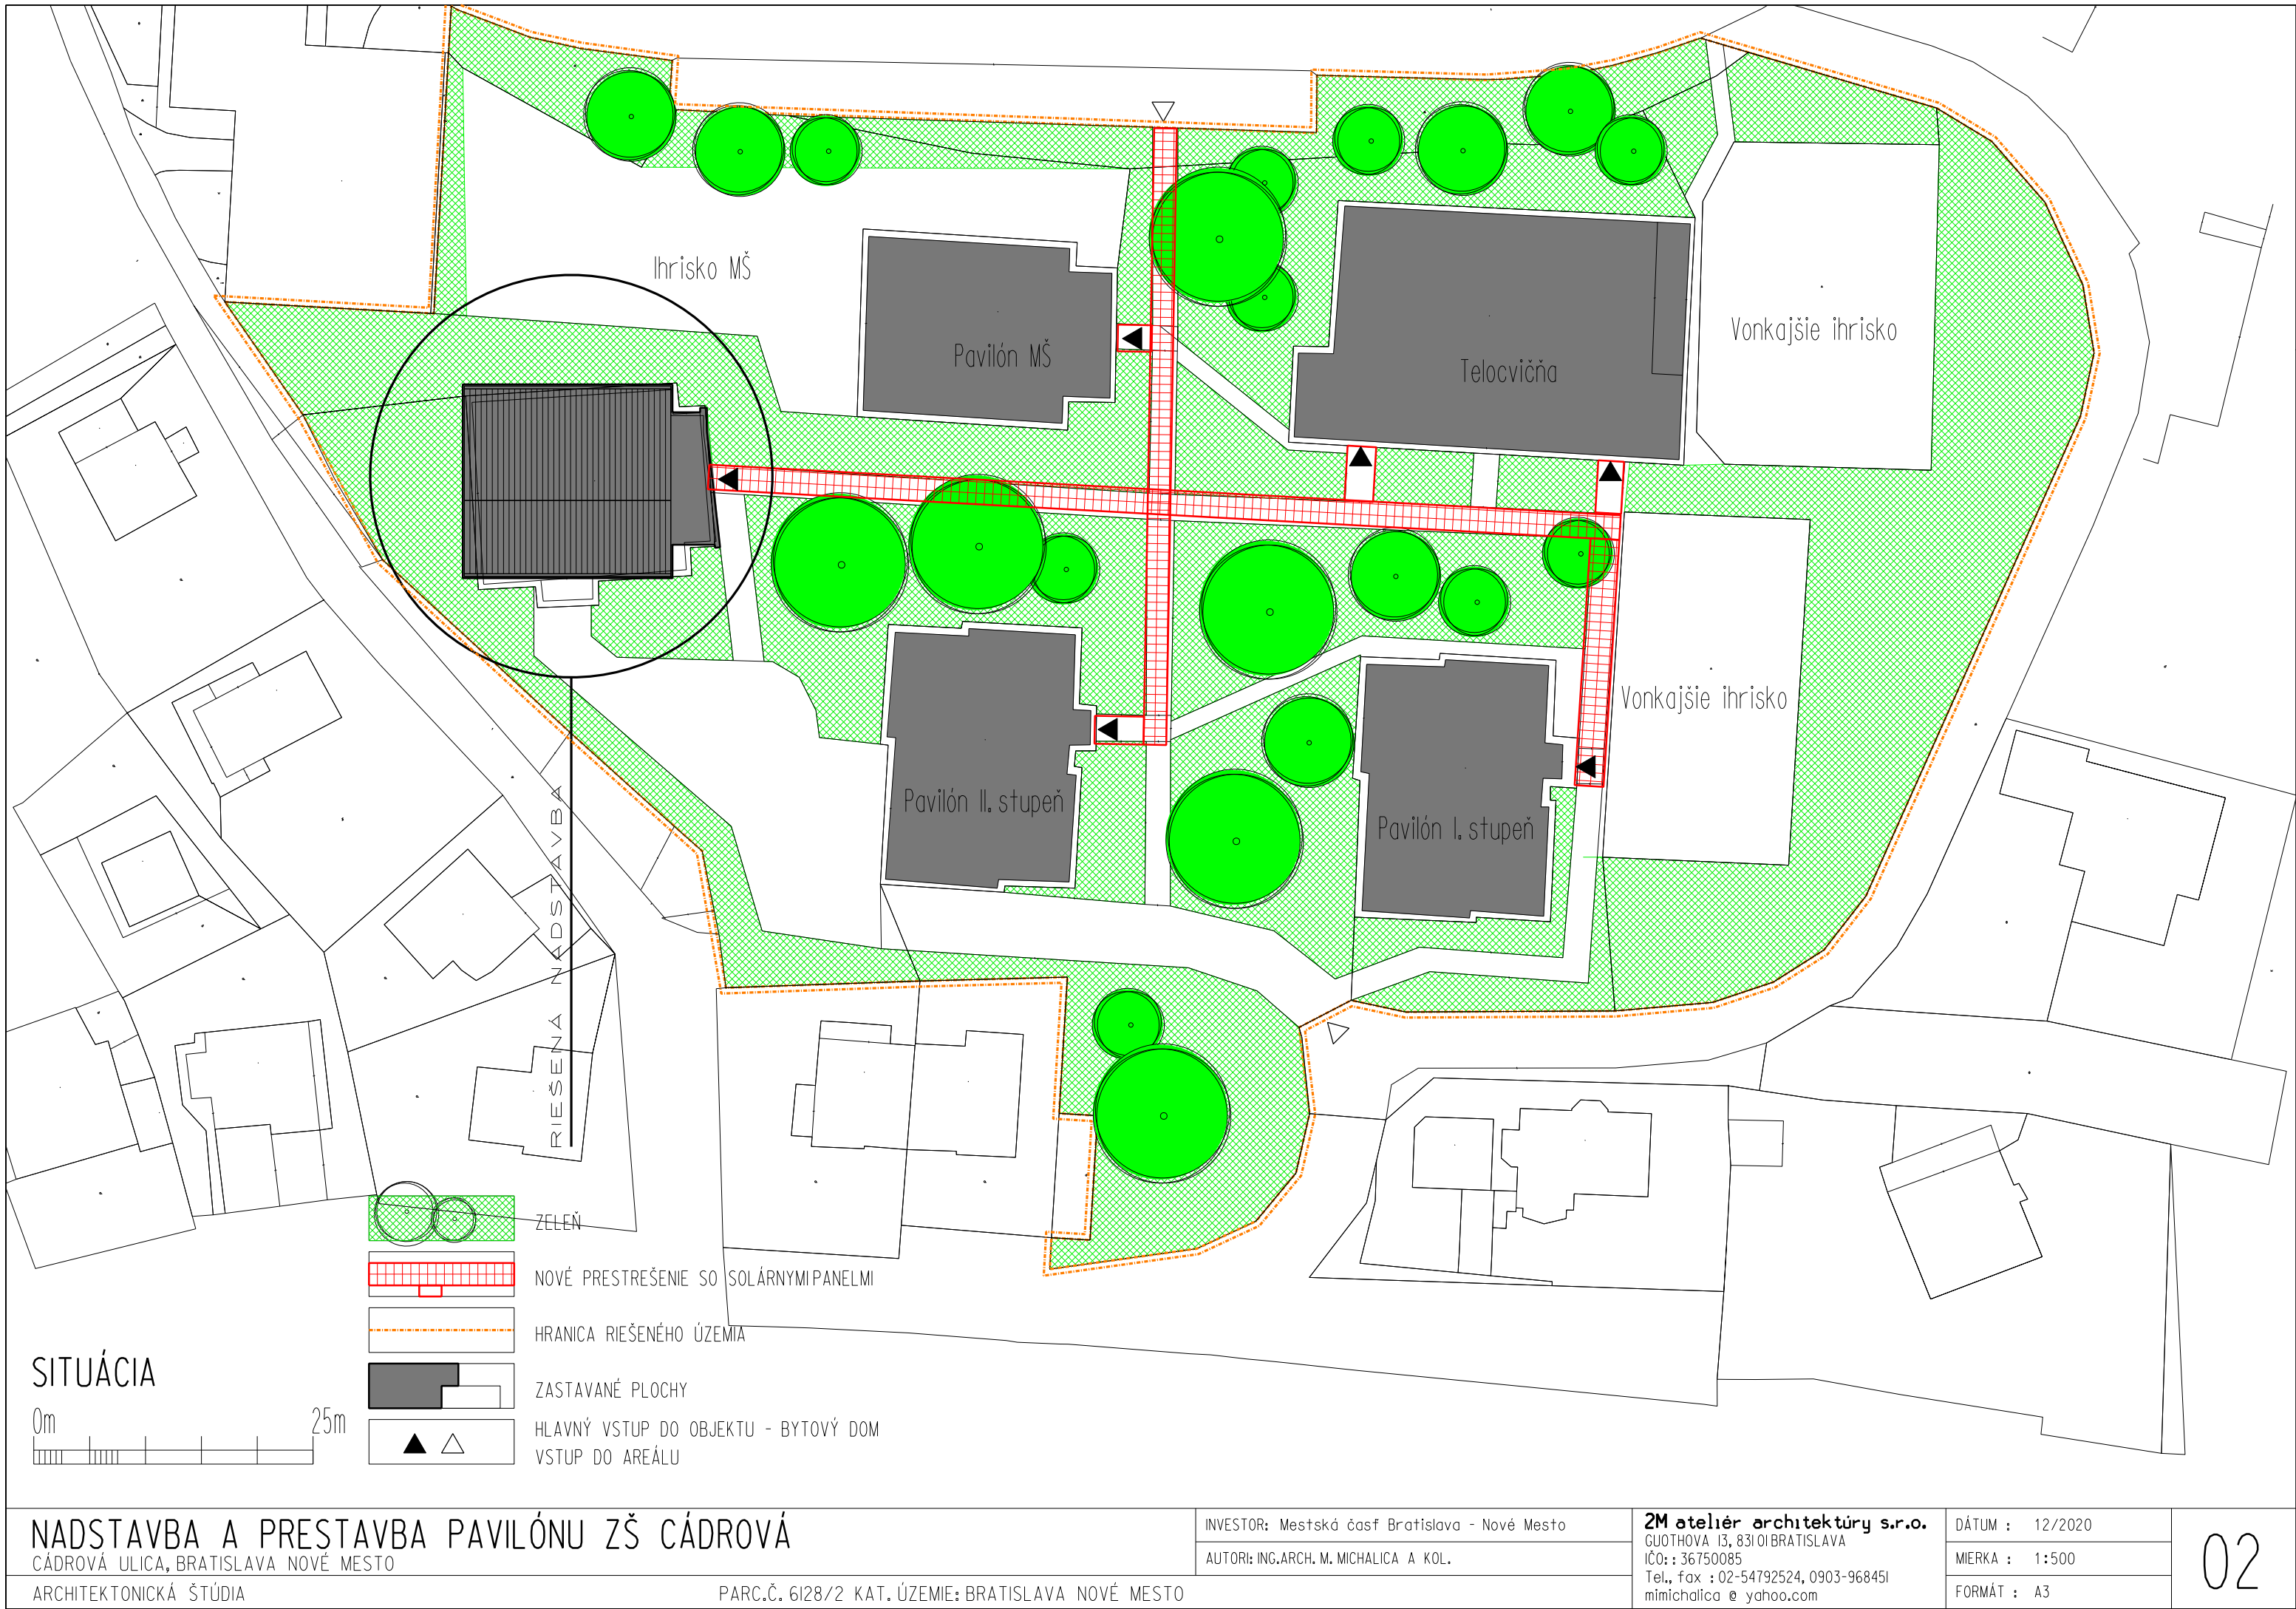 Ihrisko MŠ
Pavilón MŠ
Telocvičňa
Vonkajšie ihrisko
Vonkajšie ihrisko
Pavilón II. stupeň
Pavilón I. stupeň
RIEŠENÁ NADSTAVBA
ZELEŇ
NOVÉ PRESTREŠENIE SO SOLÁRNYMI PANELMI
HRANICA RIEŠENÉHO ÚZEMIA
ZASTAVANÉ PLOCHY
HLAVNÝ VSTUP DO OBJEKTU - BYTOVÝ DOM
VSTUP DO AREÁLU
SITUÁCIA
0m 25m
NADSTAVBA A PRESTAVBA PAVILÓNU ZŠ CÁDROVÁ
CÁDROVÁ ULICA, BRATISLAVA NOVÉ MESTO
ARCHITEKTONICKÁ ŠTÚDIA
PARC.Č. 6128/2 KAT. ÚZEMIE: BRATISLAVA NOVÉ MESTO
INVESTOR: Mestská časť Bratislava - Nové Mesto
AUTORI: ING.ARCH. M. MICHALICA A KOL.
2M ateliér architektúry s.r.o.
GUOTHOVA 13, 831 01 BRATISLAVA
IČO: : 36750085
Tel., fax : 02-54792524, 0903-968451
mimichalica @ yahoo.com
DÁTUM : 12/2020
MIERKA : 1:500
FORMÁT : A3
02